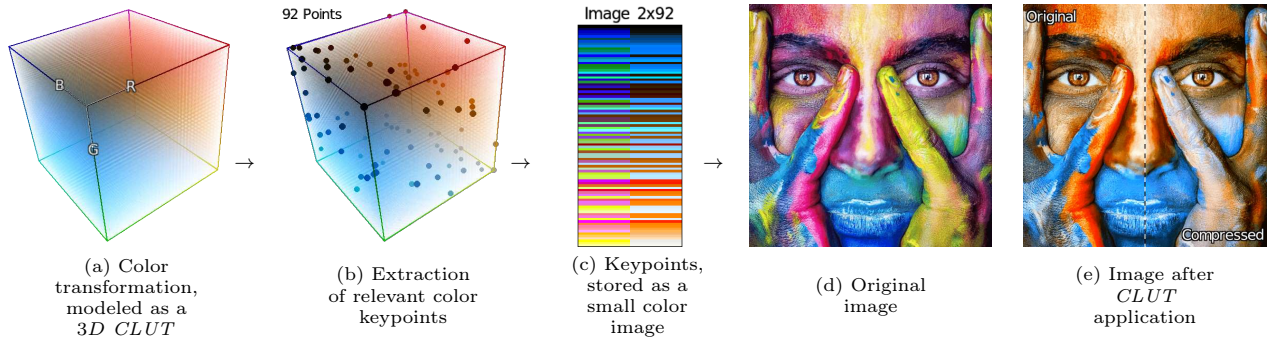 92 Points
Image 2x92
Original
B
R
G
→
→
→
Compressed
(a) Color
transformation,
modeled as a
3D CLUT
(b) Extraction
of relevant color
keypoints
(c) Keypoints,
stored as a
small color
image
(d) Original
image
(e) Image after
CLUT
application